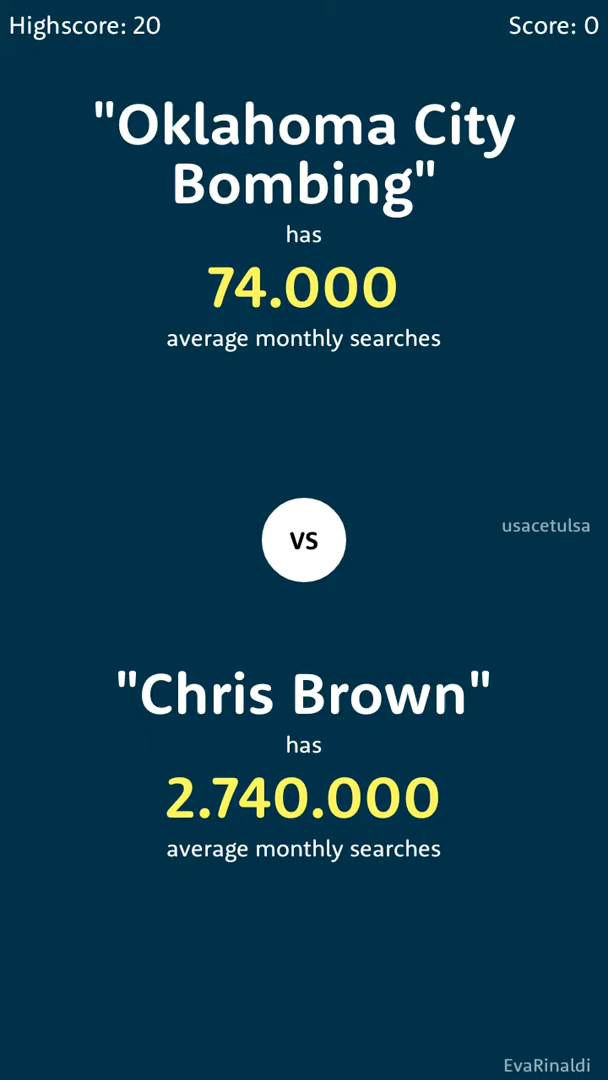 Highscore: 20
Score: 0
"Oklahoma City
Bombing"
has
74.000
average monthly searches
VS
usacetulsa
"Chris Brown"
has
2.740.000
average monthly searches
EvaRinaldi